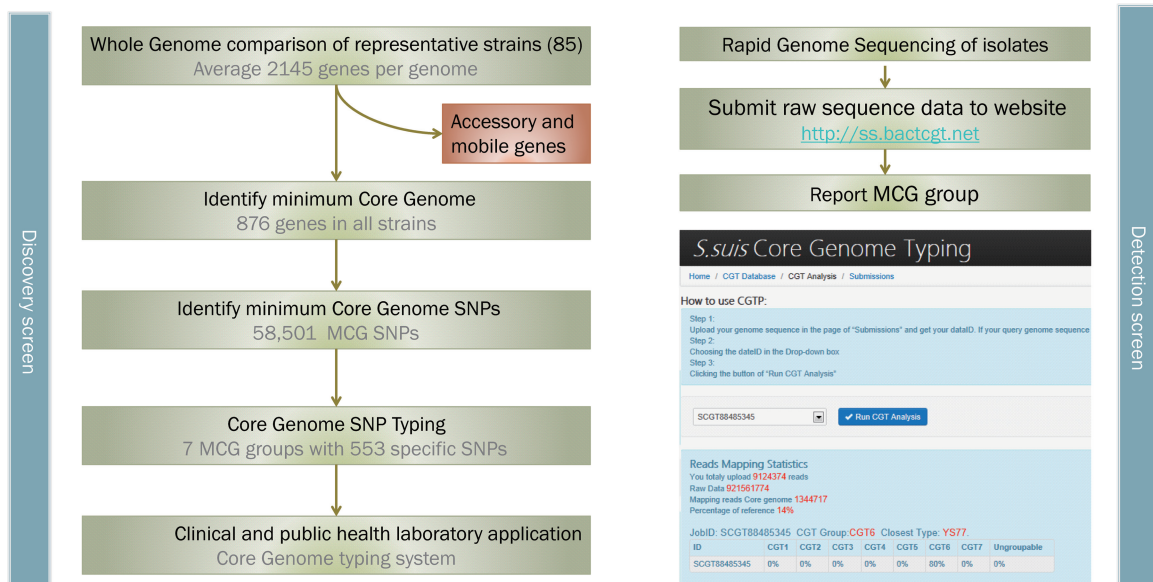 Discovery screen
Whole Genome comparison of representative strains (85)
Average 2145 genes per genome
Accessory and
mobile genes
Identify minimum Core Genome
876 genes in all strains
Identify minimum Core Genome SNPs
58,501 MCG SNPs
Core Genome SNP Typing
7 MCG groups with 553 specific SNPs
Clinical and public health laboratory application
Core Genome typing system
Rapid Genome Sequencing of isolates
Submit raw sequence data to website
http://ss.bactcgt.net
Report MCG group
S.suis Core Genome Typing
Home / CGT Database / CGT Analysis / Submissions
How to use CGTP:
Step 1:
Upload your genome sequence in the page of "Submissions" and get your dataID. If your query genome sequence
Step 2:
Choosing the dateID in the Drop-down box
Step 3:
Clicking the button of "Run CGT Analysis"
SCGT88485345 Run CGT Analysis
Reads Mapping Statistics
You totaly upload 9124374 reads
Raw Data 921561774
Mapping reads Core genome 1344717
Percentage of reference 14%
JobID: SCGT88485345 CGT Group:CGT6 Closest Type: YS77.
ID CGT1 CGT2 CGT3 CGT4 CGT5 CGT6 CGT7 Ungroupable
SCGT88485345 0% 0% 0% 0% 0% 80% 0% 0%
Detection screen